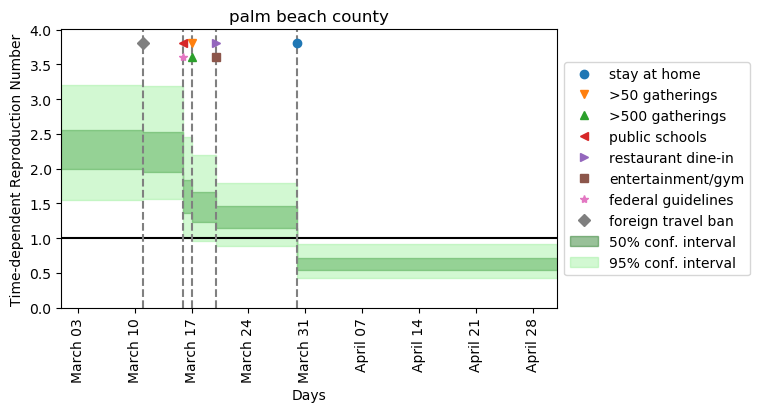 palm beach county
Time-dependent Reproduction Number
4.0
3.5
3.0
2.5
2.0
1.5
1.0
0.5
0.0
March 03
March 10
March 17
March 24
March 31
April 07
April 14
April 21
April 28
Days
stay at home
>50 gatherings
>500 gatherings
public schools
restaurant dine-in
entertainment/gym
federal guidelines
foreign travel ban
50% conf. interval
95% conf. interval